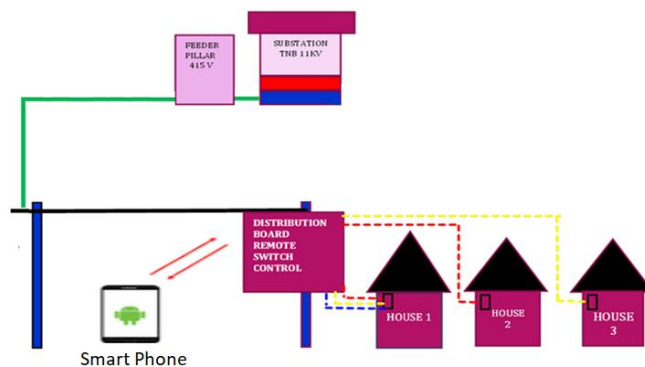 FEEDER
PILLAR
415 V
SUBSTATION
TNB 11KV
DISTRIBUTION
BOARD
REMOTE
SWITCH
CONTROL
HOUSE 1
HOUSE
2
HOUSE
3
Smart Phone